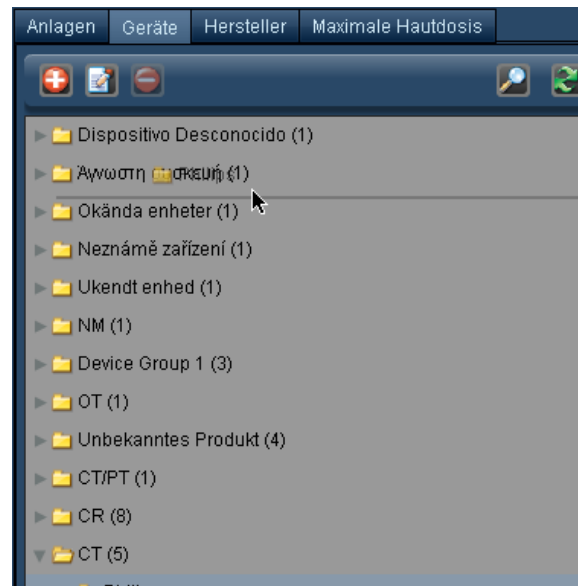 Anlagen Geräte Hersteller Maximale Hautdosis
Dispositivo Desconocido (1)
Άγνωστη συσκευή (1)
Okända enheter (1)
Neznámě zařízení (1)
Ukendt enhed (1)
NM (1)
Device Group 1 (3)
OT (1)
Unbekanntes Produkt (4)
CT/PT (1)
CR (8)
CT (5)